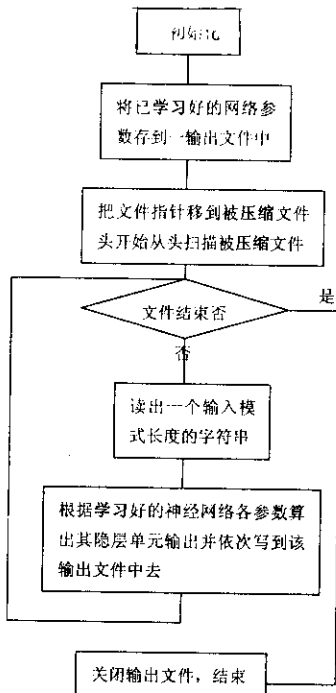 初始化
将已学习好的网络参
数存到一输出文件中
把文件指针移到被压缩文件
头开始从头扫描被压缩文件
文件结束否
是
否
读出一个输入模
式长度的字符串
根据学习好的神经网络各参数算
出其隐层单元输出并依次写到该
输出文件中去
关闭输出文件，结束